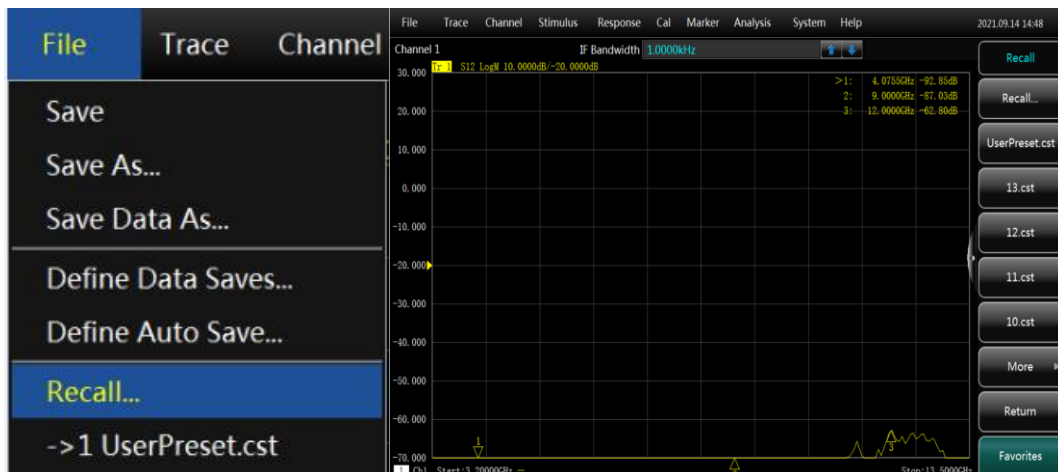 File Trace Channel
Save
Save As...
Save Data As...
Define Data Saves...
Define Auto Save...
Recall...
->1 UserPreset.cst
File Trace Channel Stimulus Response Cal Marker Analysis System Help 2021.09.14 14:48
Channel 1 IF Bandwidth 1.0000kHz
Tr 1 S12 LogM 10.0000dB/-20.0000dB
>1: 4.0755GHz -92.85dB
2: 9.0000GHz -87.03dB
3: 12.0000GHz -62.80dB
30.000
20.000
10.000
0.000
-10.000
-20.000
-30.000
-40.000
-50.000
-60.000
-70.000
1
3
1 Ch1 Start:3.20000GHz — Stop:13.5000GHz
Recall
Recall...
UserPreset.cst
13.cst
12.cst
11.cst
10.cst
More
Return
Favorites